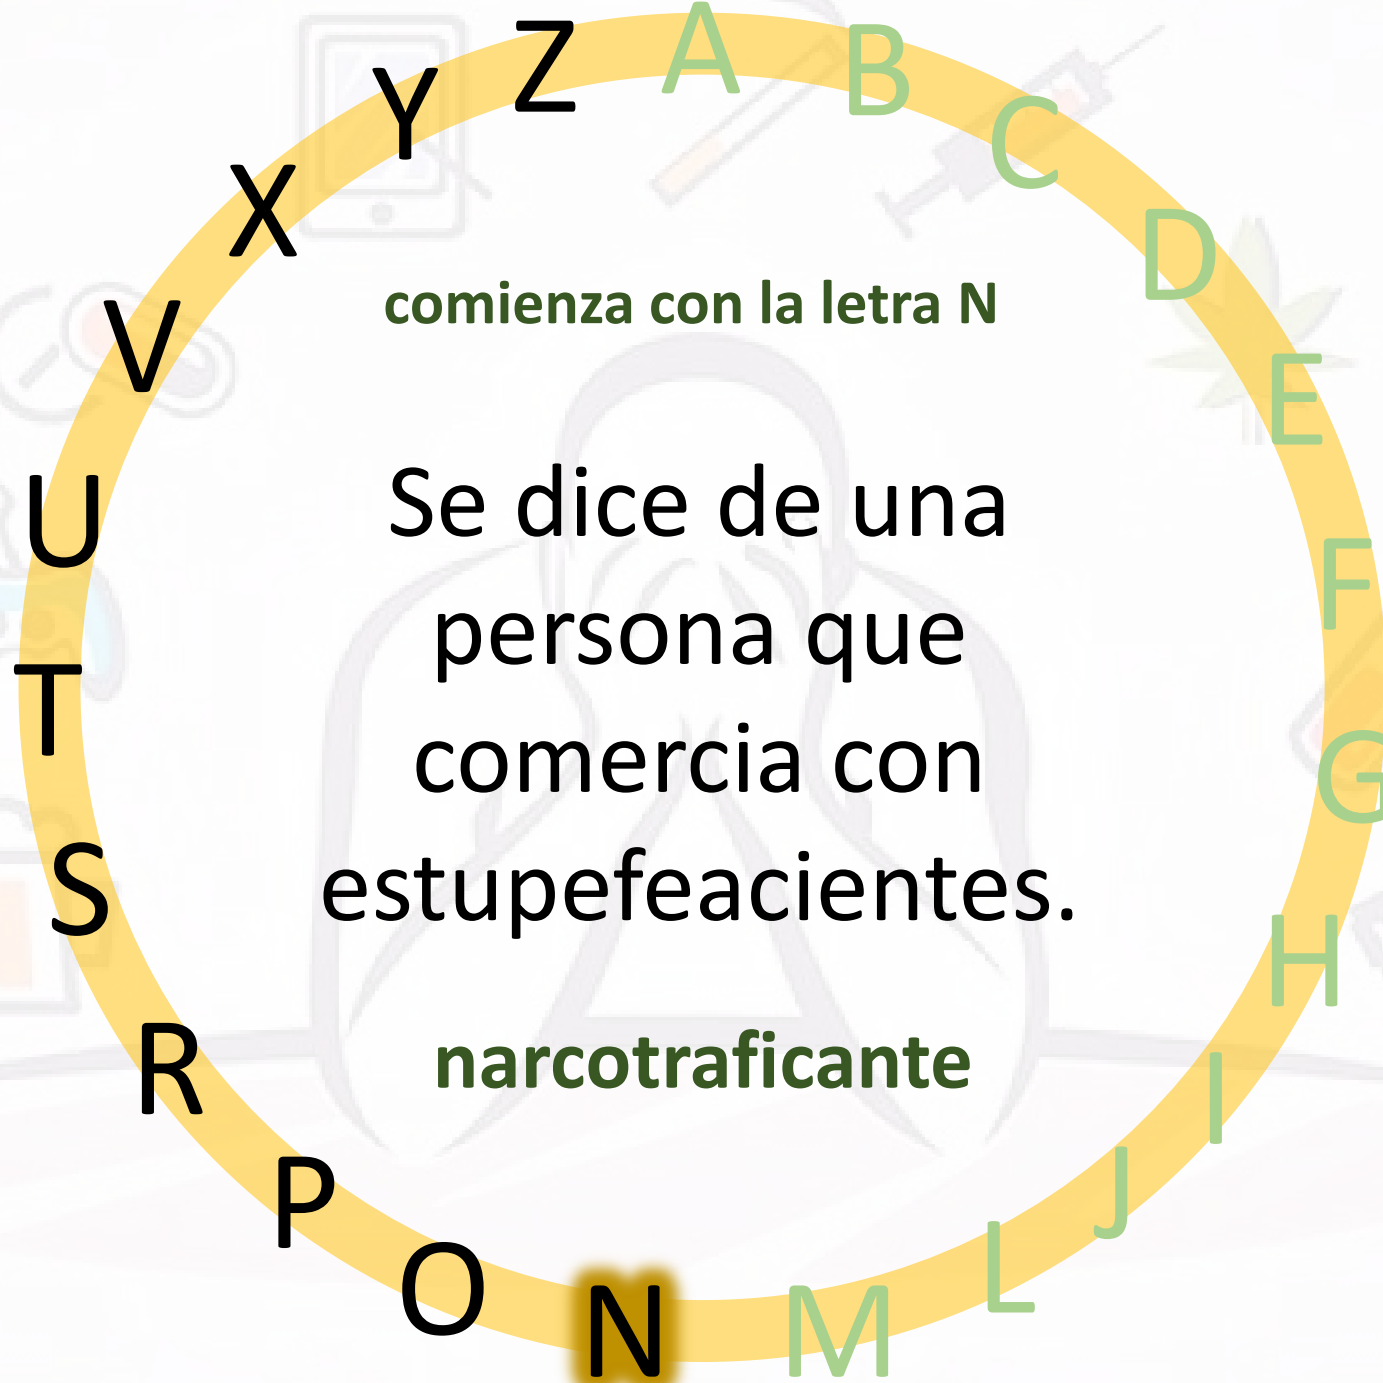 A
B
C
D
E
F
G
H
I
J
L
M
N
O
P
R
S
T
U
V
X
Y
Z
comienza con la letra N
Se dice de una
persona que
comercia con
estupefeacientes.
narcotraficante